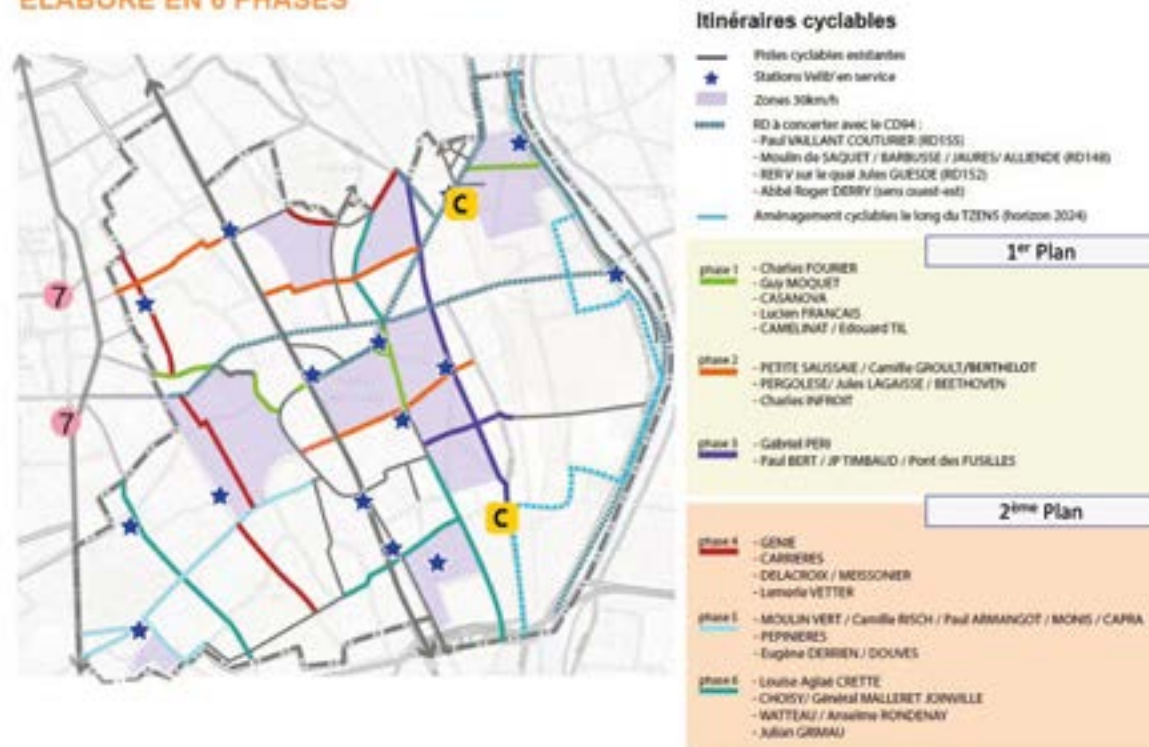 ÉLABORÉ EN 6 PHASES
Itinéraires cyclables
Pistes cyclables existantes
Stations Velib' en service
Zones 30km/h
RD à concerter avec le CD94 :
- Paul VAILLANT COUTURIER (RD155)
- Moulin de SAQUET / BARBUSSE / JAURES/ ALLIENDE (RD148)
- RER V sur le quai Jules GUESDE (RD152)
- Abbé Roger DERRY (sens ouest-est)
Aménagement cyclables le long du TZEN5 (horizon 2024)
1er Plan
phase 1
- Charles FOURIER
- Guy MOQUET
- CASANOVA
- Lucien FRANCAIS
- CAMELINAT / Edouard TIL
phase 2
- PETITE SAUSSAIE / Camille GROULT/BERTHELOT
- PERGOLESE/ Jules LAGAISSE / BEETHOVEN
- Charles INFROIT
phase 3
- Gabriel PERI
- Paul BERT / JP TIMBAUD / Pont des FUSILLES
2ème Plan
phase 4
- GENIE
- CARRIERES
- DELACROIX / MEISSONIER
- Lemerle VETTER
phase 5
- MOULIN VERT / Camille RISCH / Paul ARMANGOT / MONIS / CAPRA
- PEPINIERES
- Eugène DERRIEN / DOUVES
phase 6
- Louise Aglaé CRETTE
- CHOISY/ Général MALLERET JOINVILLE
- WATTEAU / Anselme RONDENAY
- Julian GRIMAU
C
7
7
C